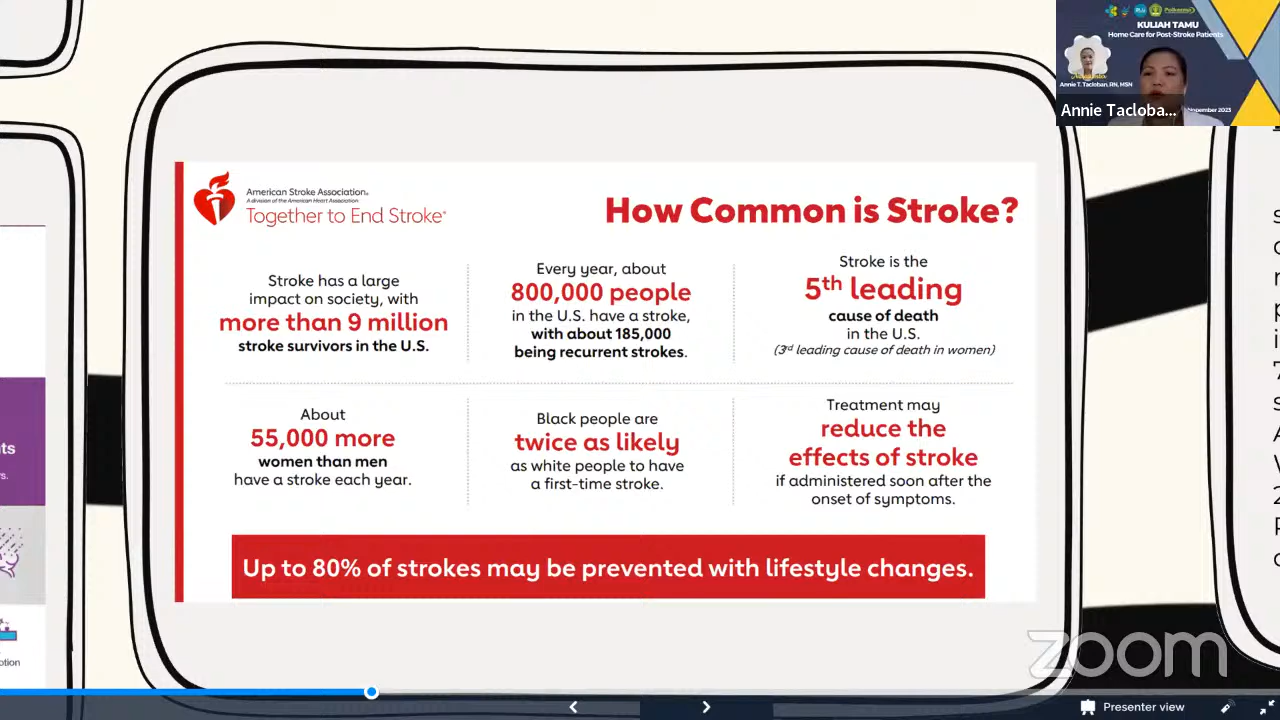 KULIAH TAMU
Home Care for Post-Stroke Patients
Annie T. Tacloban, RN, MSN
November 2023
Annie Tacloba...
American Stroke Association®
A division of the American Heart Association.
Together to End Stroke®
How Common is Stroke?
Stroke has a large
impact on society, with
more than 9 million
stroke survivors in the U.S.
Every year, about
800,000 people
in the U.S. have a stroke,
with about 185,000
being recurrent strokes.
Stroke is the
5th leading
cause of death
in the U.S.
(3rd leading cause of death in women)
About
55,000 more
women than men
have a stroke each year.
Black people are
twice as likely
as white people to have
a first-time stroke.
Treatment may
reduce the
effects of stroke
if administered soon after the
onset of symptoms.
Up to 80% of strokes may be prevented with lifestyle changes.
zoom
Presenter view